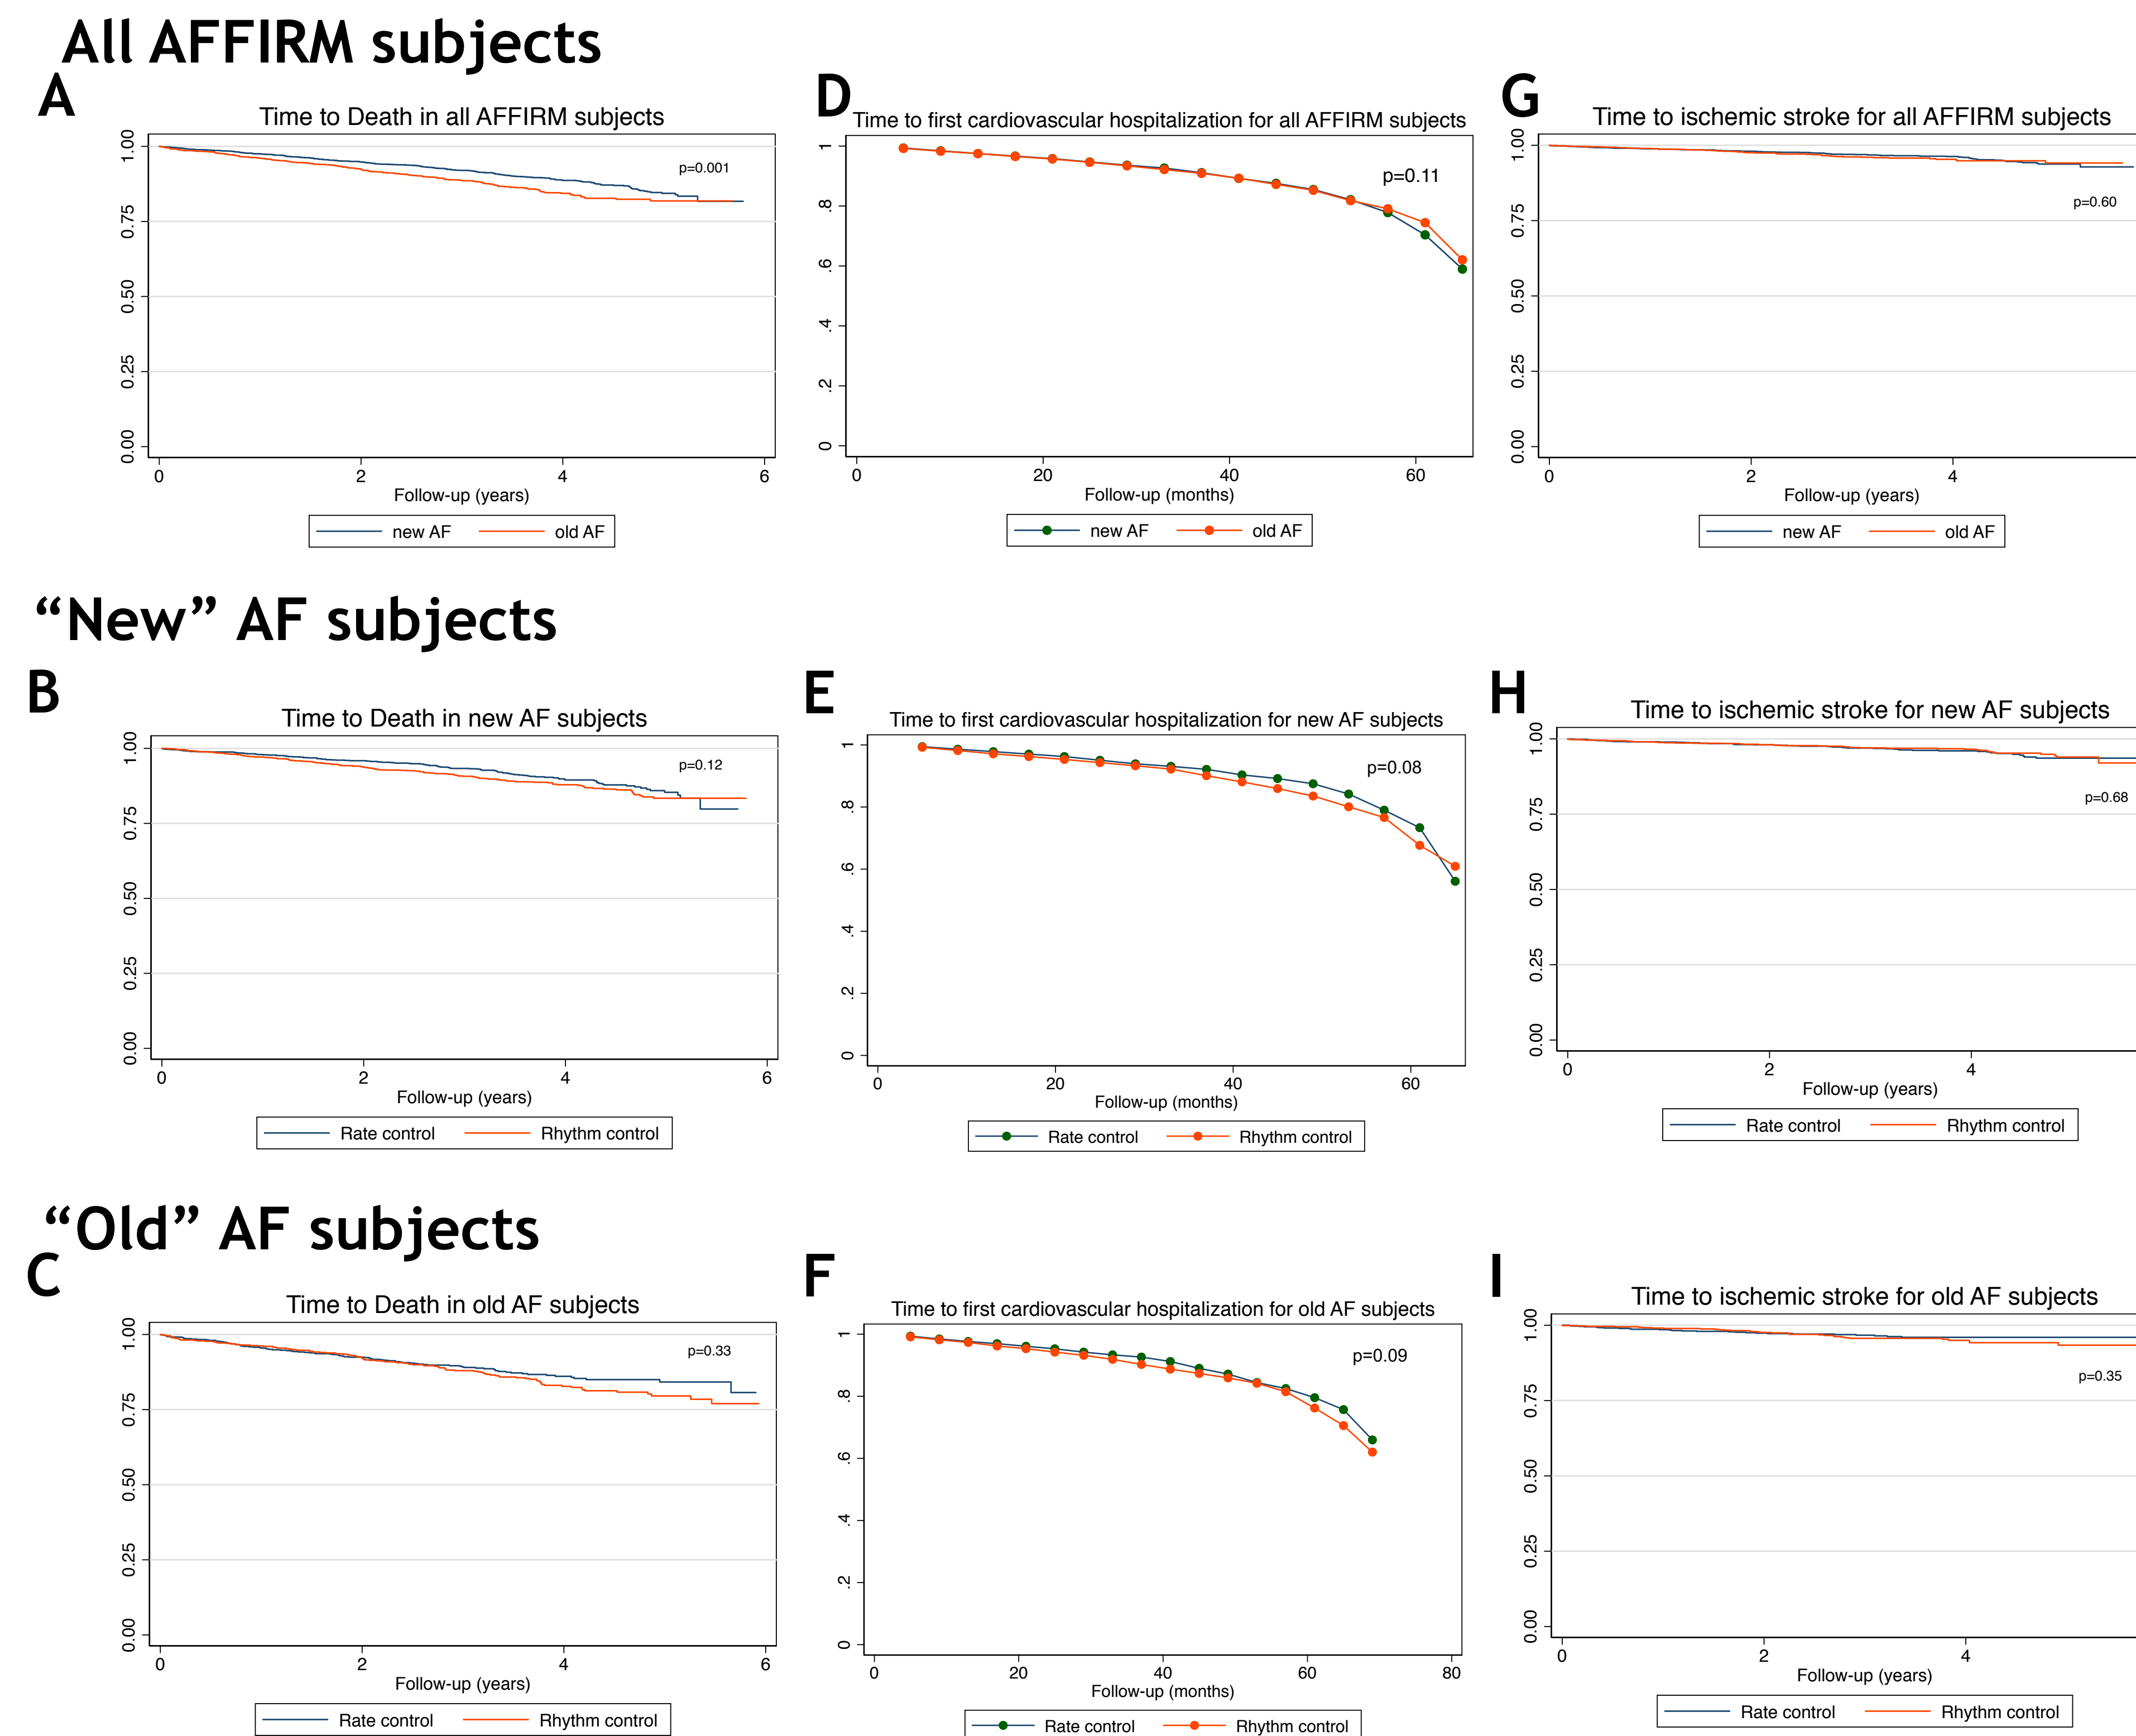 All AFFIRM subjects
A
Time to Death in all AFFIRM subjects
1.00
0.75
0.50
0.25
0.00
p=0.001
0 2 4 6
Follow-up (years)
new AF old AF
D
Time to first cardiovascular hospitalization for all AFFIRM subjects
1
.8
.6
.4
.2
0
p=0.11
0 20 40 60
Follow-up (months)
new AF old AF
G
Time to ischemic stroke for all AFFIRM subjects
1.00
0.75
0.50
0.25
0.00
p=0.60
0 2 4
Follow-up (years)
new AF old AF
“New” AF subjects
B
Time to Death in new AF subjects
1.00
0.75
0.50
0.25
0.00
p=0.12
0 2 4 6
Follow-up (years)
Rate control Rhythm control
E
Time to first cardiovascular hospitalization for new AF subjects
1
.8
.6
.4
.2
0
p=0.08
0 20 40 60
Follow-up (months)
Rate control Rhythm control
H
Time to ischemic stroke for new AF subjects
1.00
0.75
0.50
0.25
0.00
p=0.68
0 2 4
Follow-up (years)
Rate control Rhythm control
“Old” AF subjects
C
Time to Death in old AF subjects
1.00
0.75
0.50
0.25
0.00
p=0.33
0 2 4 6
Follow-up (years)
Rate control Rhythm control
F
Time to first cardiovascular hospitalization for old AF subjects
1
.8
.6
.4
.2
0
p=0.09
0 20 40 60 80
Follow-up (months)
Rate control Rhythm control
I
Time to ischemic stroke for old AF subjects
1.00
0.75
0.50
0.25
0.00
p=0.35
0 2 4
Follow-up (years)
Rate control Rhythm control